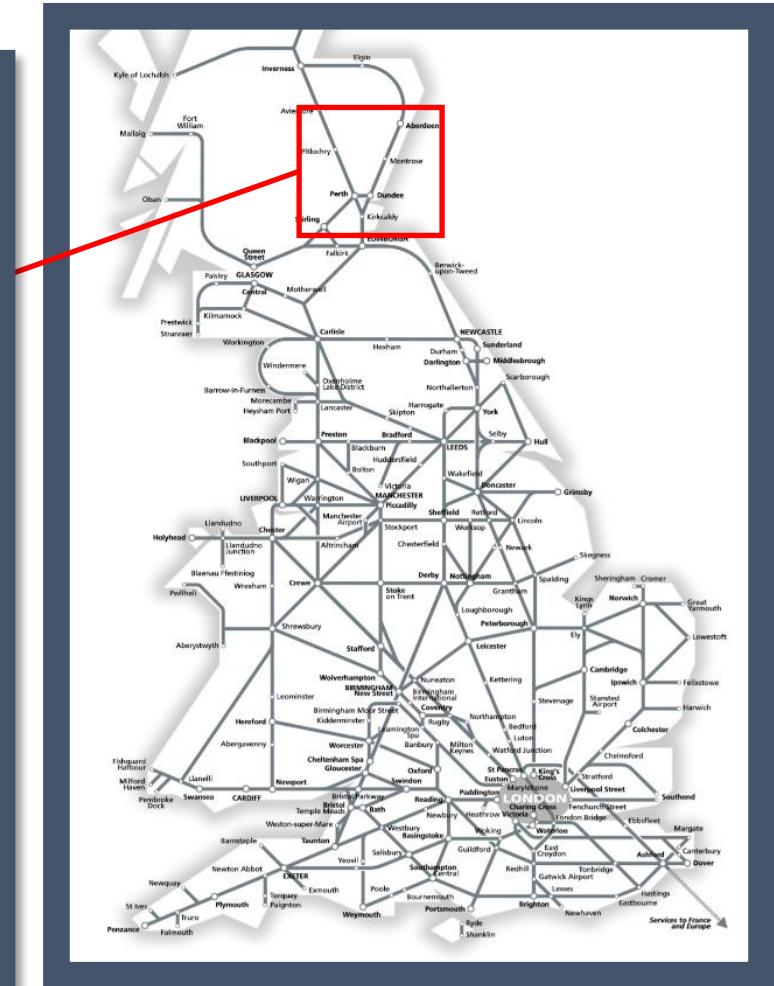 Elgin
Inverness
Kyle of Lochalsh
Aviemore
Aberdeen
Fort
William
Mallaig
Pitlochry
Montrose
Perth
Dundee
Oban
Stirling
Kirkcaldy
EDINBURGH
Queen
Street
Falkirk
Berwick-
upon-Tweed
Paisley
GLASGOW
Central
Motherwell
Prestwick
Kilmarnock
Stranraer
Carlisle
NEWCASTLE
Workington
Hexham
Sunderland
Durham
Darlington
Middlesbrough
Windermere
Scarborough
Oxenholme
Lake District
Northallerton
Barrow-in-Furness
Morecambe
Heysham Port
Lancaster
Harrogate
Skipton
York
Blackpool
Preston
Bradford
Selby
Hull
Blackburn
LEEDS
Southport
Bolton
Huddersfield
Wakefield
Wigan
Victoria
Doncaster
Grimsby
LIVERPOOL
Warrington
MANCHESTER
Piccadilly
Llandudno
Manchester
Airport
Stockport
Sheffield
Retford
Lincoln
Worksop
Holyhead
Chester
Llandudno
Junction
Altrincham
Chesterfield
Newark
Skegness
Blaenau Ffestiniog
Pwllheli
Wrexham
Crewe
Stoke
on Trent
Derby
Nottingham
Grantham
Spalding
Sheringham
Cromer
Kings
Lynn
Norwich
Great
Yarmouth
Loughborough
Peterborough
Aberystwyth
Shrewsbury
Stafford
Leicester
Ely
Lowestoft
Wolverhampton
Nuneaton
Kettering
Cambridge
BIRMINGHAM
New Street
Birmingham
International
Ipswich
Felixstowe
Leominster
Birmingham Moor Street
Coventry
Stevenage
Stansted
Airport
Harwich
Kidderminster
Rugby
Northampton
Hereford
Leamington
Spa
Bedford
Colchester
Worcester
Banbury
Milton
Keynes
Luton
Abergavenny
Watford Junction
Chelmsford
Fishguard
Harbour
Cheltenham Spa
Gloucester
Oxford
St Pancras
King's
Cross
Euston
Stratford
Milford
Haven
Llanelli
Newport
Swindon
Marylebone
Liverpool Street
Pembroke
Dock
Swansea
CARDIFF
Bristol Parkway
Reading
Paddington
LONDON
Fenchurch Street
Southend
Bristol
Temple Meads
Bath
Newbury
Heathrow
Charing Cross
Victoria
London Bridge
Ebbsfleet
Weston-super-Mare
Westbury
Basingstoke
Woking
Waterloo
Margate
Barnstaple
Taunton
Salisbury
Guildford
East
Croydon
Canterbury
Newton Abbot
Yeovil
Southampton
Central
Redhill
Tonbridge
Ashford
Dover
EXETER
Gatwick Airport
Newquay
Exmouth
Poole
Lewes
Hastings
St Ives
Plymouth
Torquay
Paignton
Bournemouth
Eastbourne
Truro
Weymouth
Portsmouth
Brighton
Newhaven
Penzance
Falmouth
Ryde
Shanklin
Services to France
and Europe